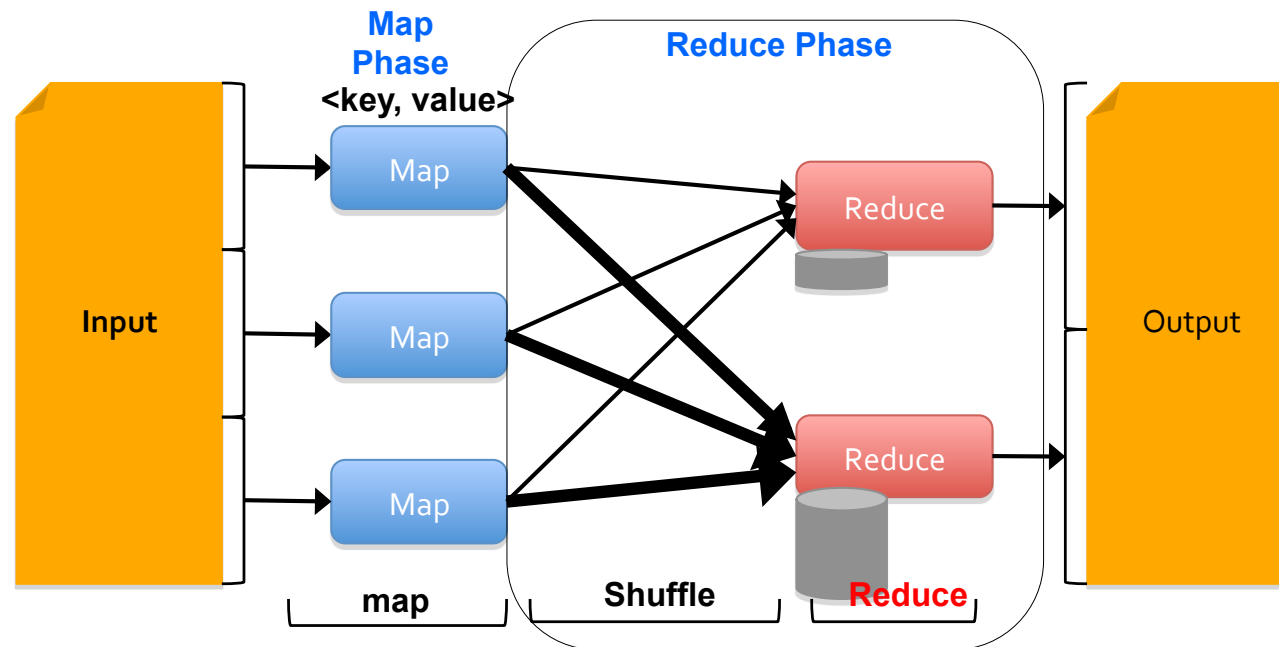 Map
Phase
<key, value>
Reduce Phase
Map
Reduce
Input
Map
Output
Map
Reduce
map
Shuffle
Reduce